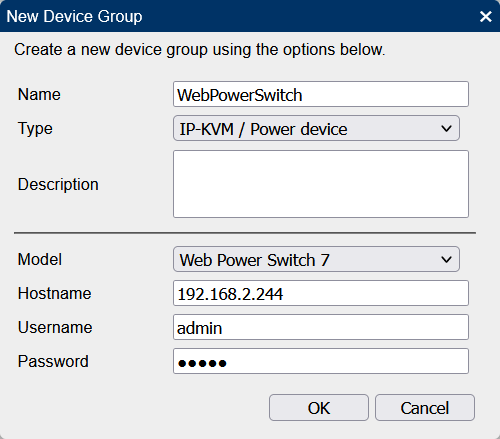 New Device Group
Create a new device group using the options below.
Name WebPowerSwitch
Type IP-KVM / Power device
Description
Model Web Power Switch 7
Hostname 192.168.2.244
Username admin
Password ●●●●●
OK Cancel